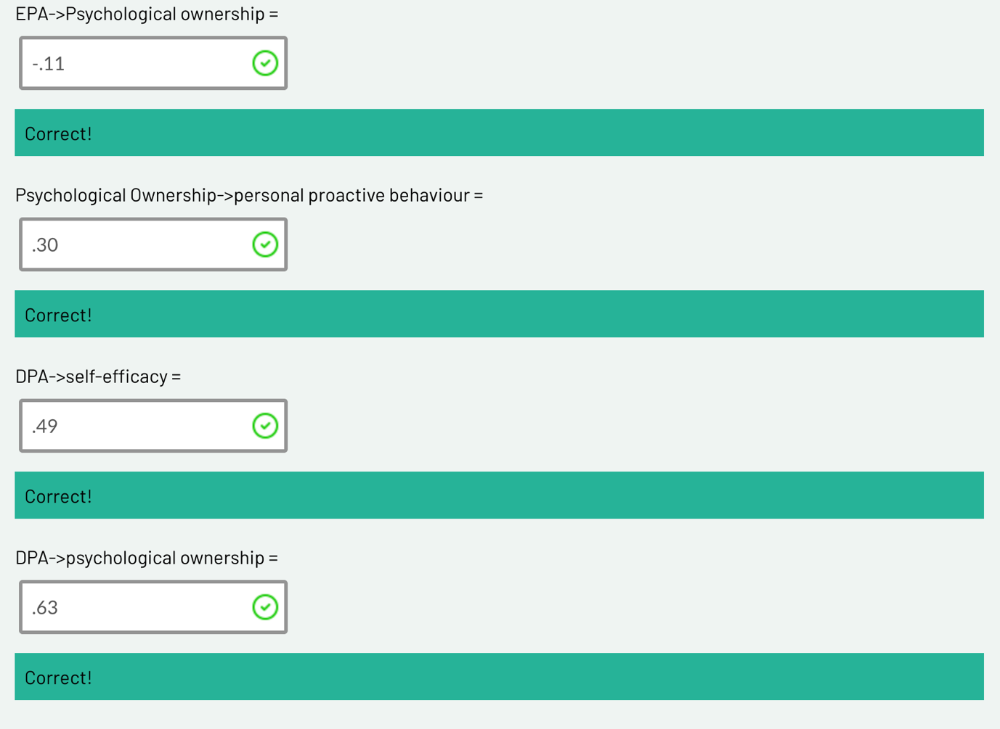 EPA->Psychological ownership =
-.11
Correct!
Psychological Ownership->personal proactive behaviour =
.30
Correct!
DPA->self-efficacy =
.49
Correct!
DPA->psychological ownership =
.63
Correct!